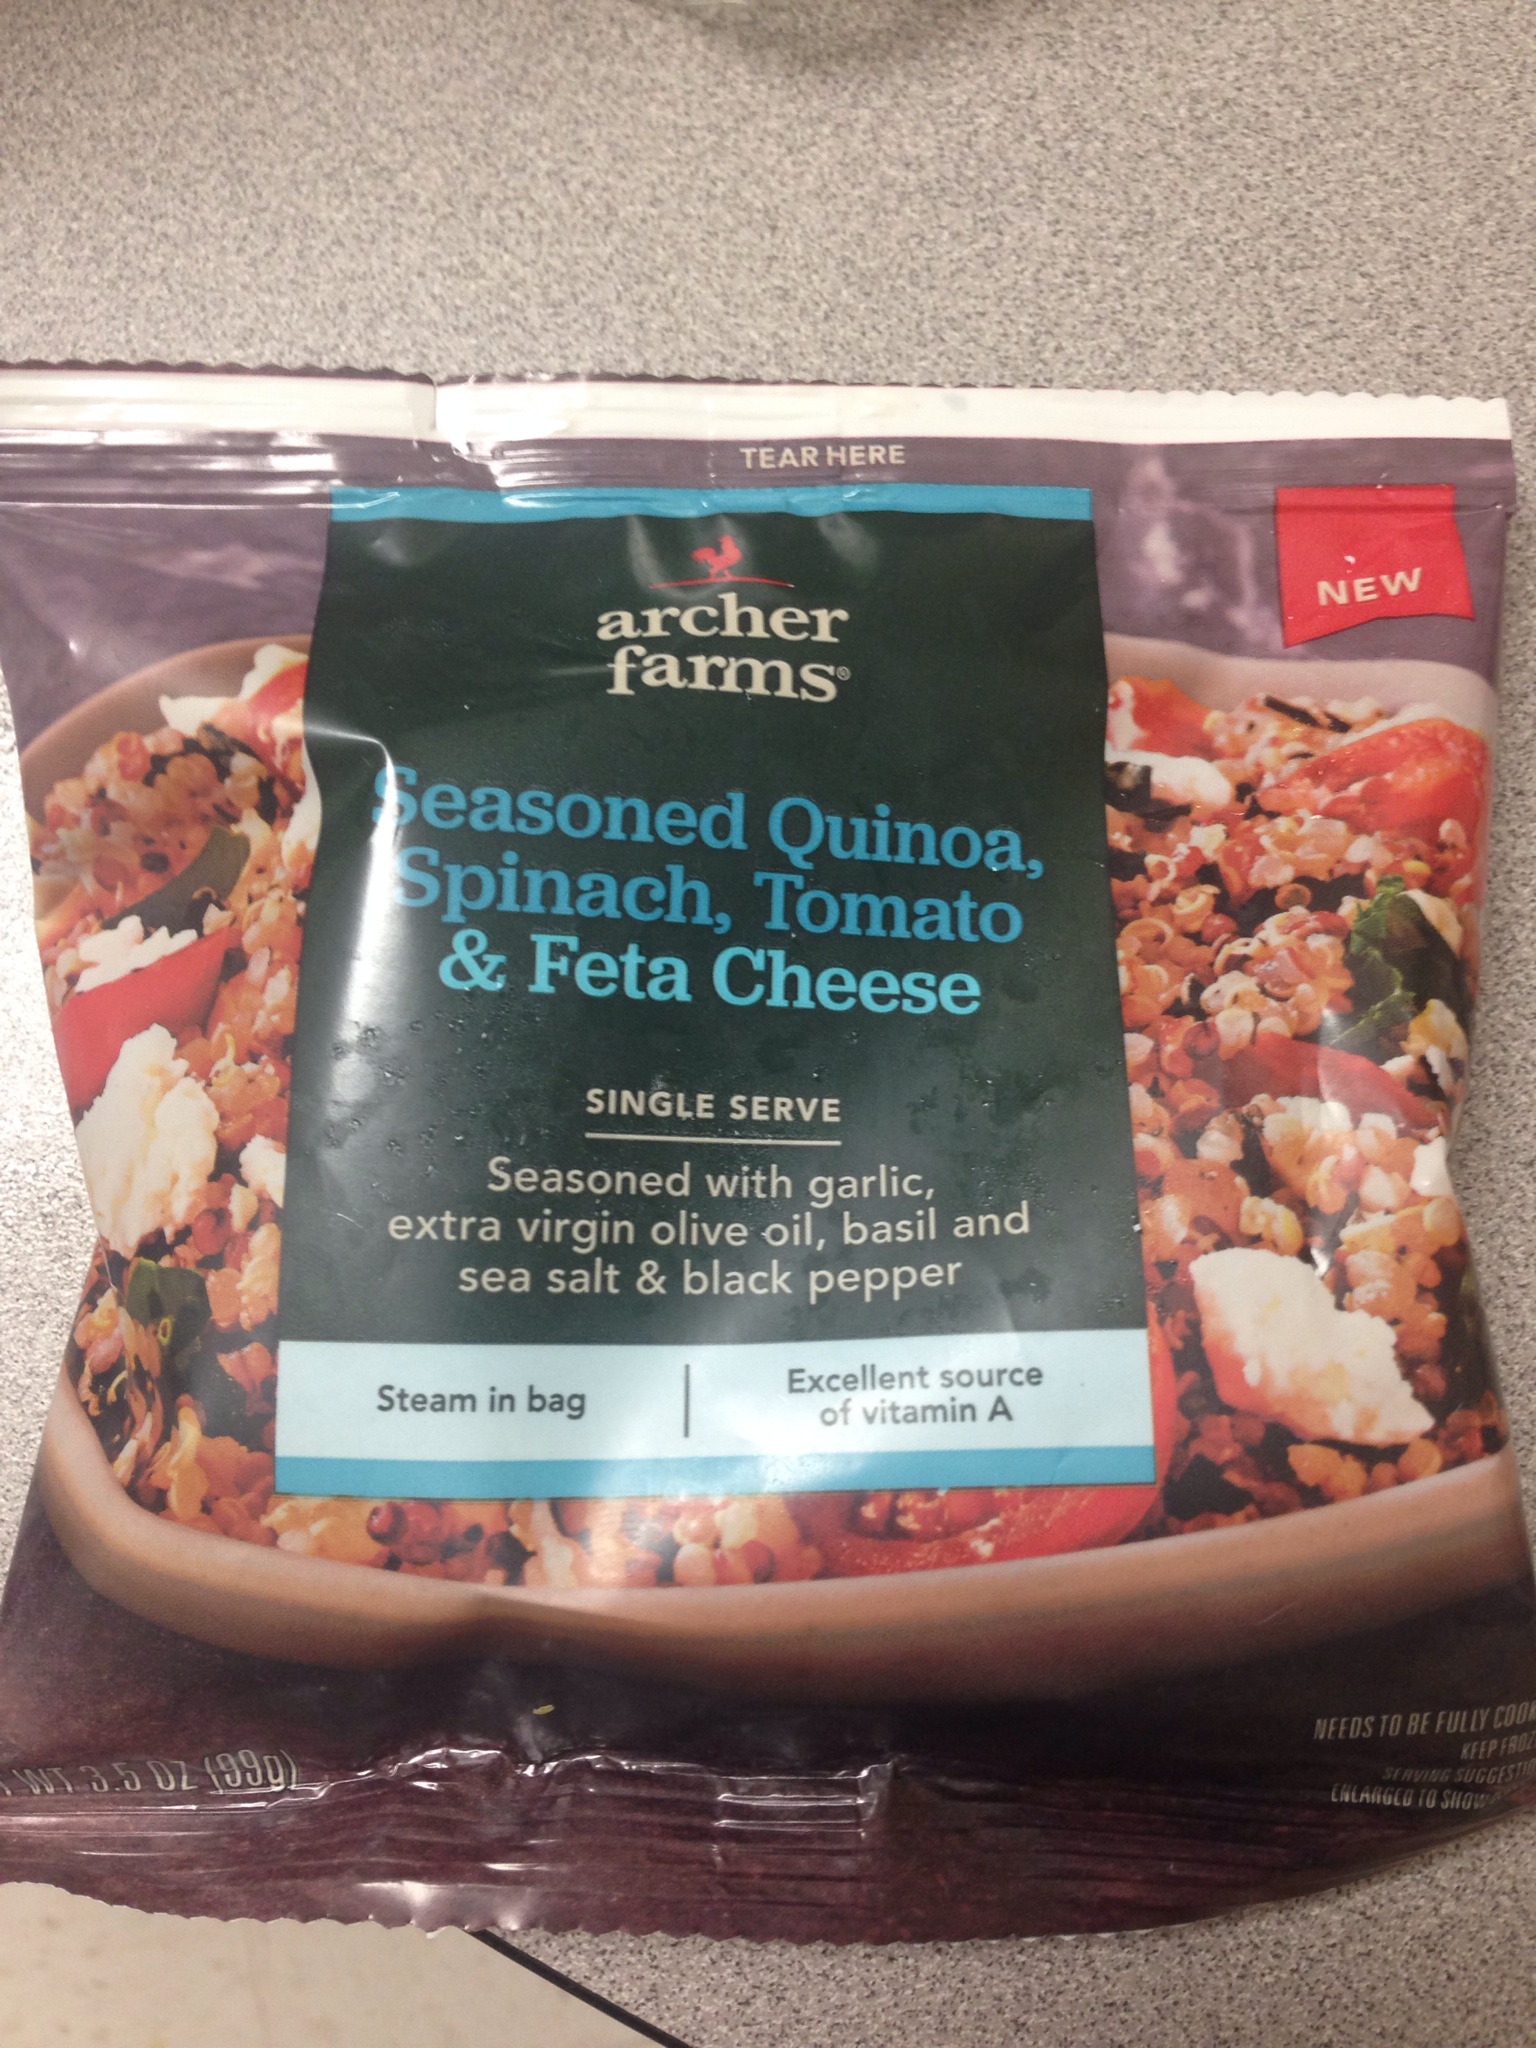 TEAR HERE
NEW
archer
farms®
Seasoned Quinoa,
Spinach, Tomato
& Feta Cheese
SINGLE SERVE
Seasoned with garlic,
extra virgin olive oil, basil and
sea salt & black pepper
Steam in bag
Excellent source
of vitamin A
WT 3.5 OZ (99g)
NEEDS TO BE FULLY
KEEP
SERVING
ENLARGED TO